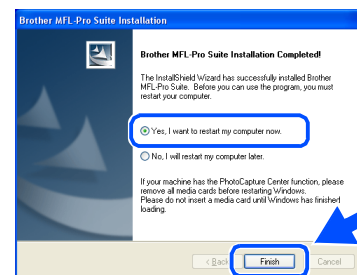 Brother MFL-Pro Suite Installation
Brother MFL-Pro Suite Installation Completed!
The InstallShield Wizard has successfully installed Brother
MFL-Pro Suite. Before you can use the program, you must
restart your computer.
Yes, I want to restart my computer now.
No, I will restart my computer later.
If your machine has the PhotoCapture Center function, please
remove all media cards before restarting Windows.
Please do not insert a media card until Windows has finished
loading.
< Back Finish Cancel